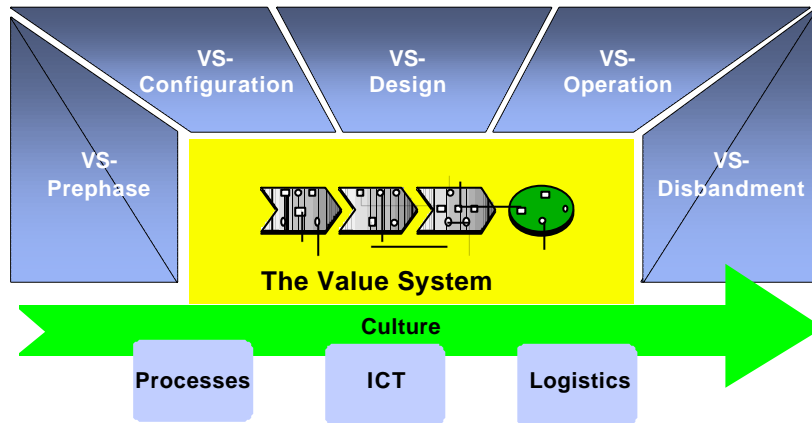 VS-
Configuration
VS-
Design
VS-
Operation
VS-
Prephase
VS-
Disbandment
The Value System
Culture
Processes
ICT
Logistics